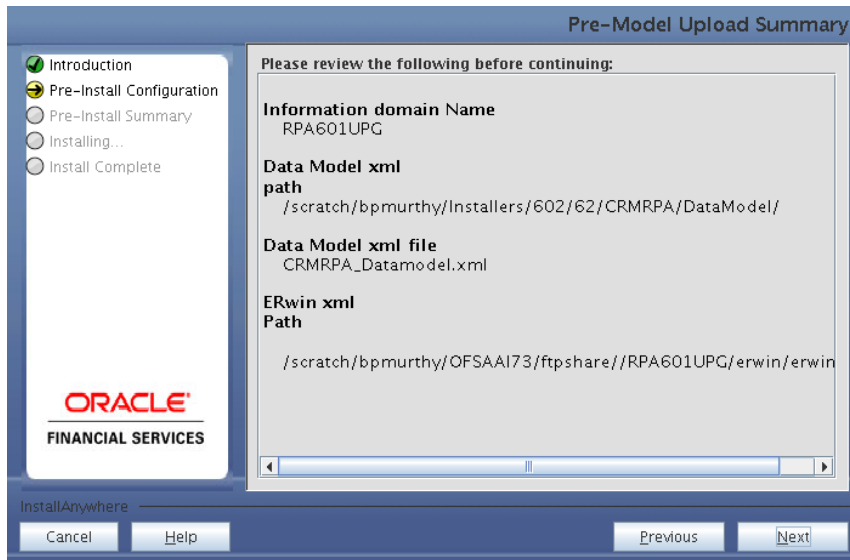 Pre-Model Upload Summary
Introduction
Pre-Install Configuration
Pre-Install Summary
Installing...
Install Complete
ORACLE
FINANCIAL SERVICES
Please review the following before continuing:
Information domain Name
RPA601UPG
Data Model xml
path
/scratch/bpmurthy/Installers/602/62/CRMRPA/DataModel/
Data Model xml file
CRMRPA_Datamodel.xml
ERwin xml
Path
/scratch/bpmurthy/OFSAAI73/ftpshare//RPA601UPG/erwin/erwin
InstallAnywhere
Cancel
Help
Previous
Next